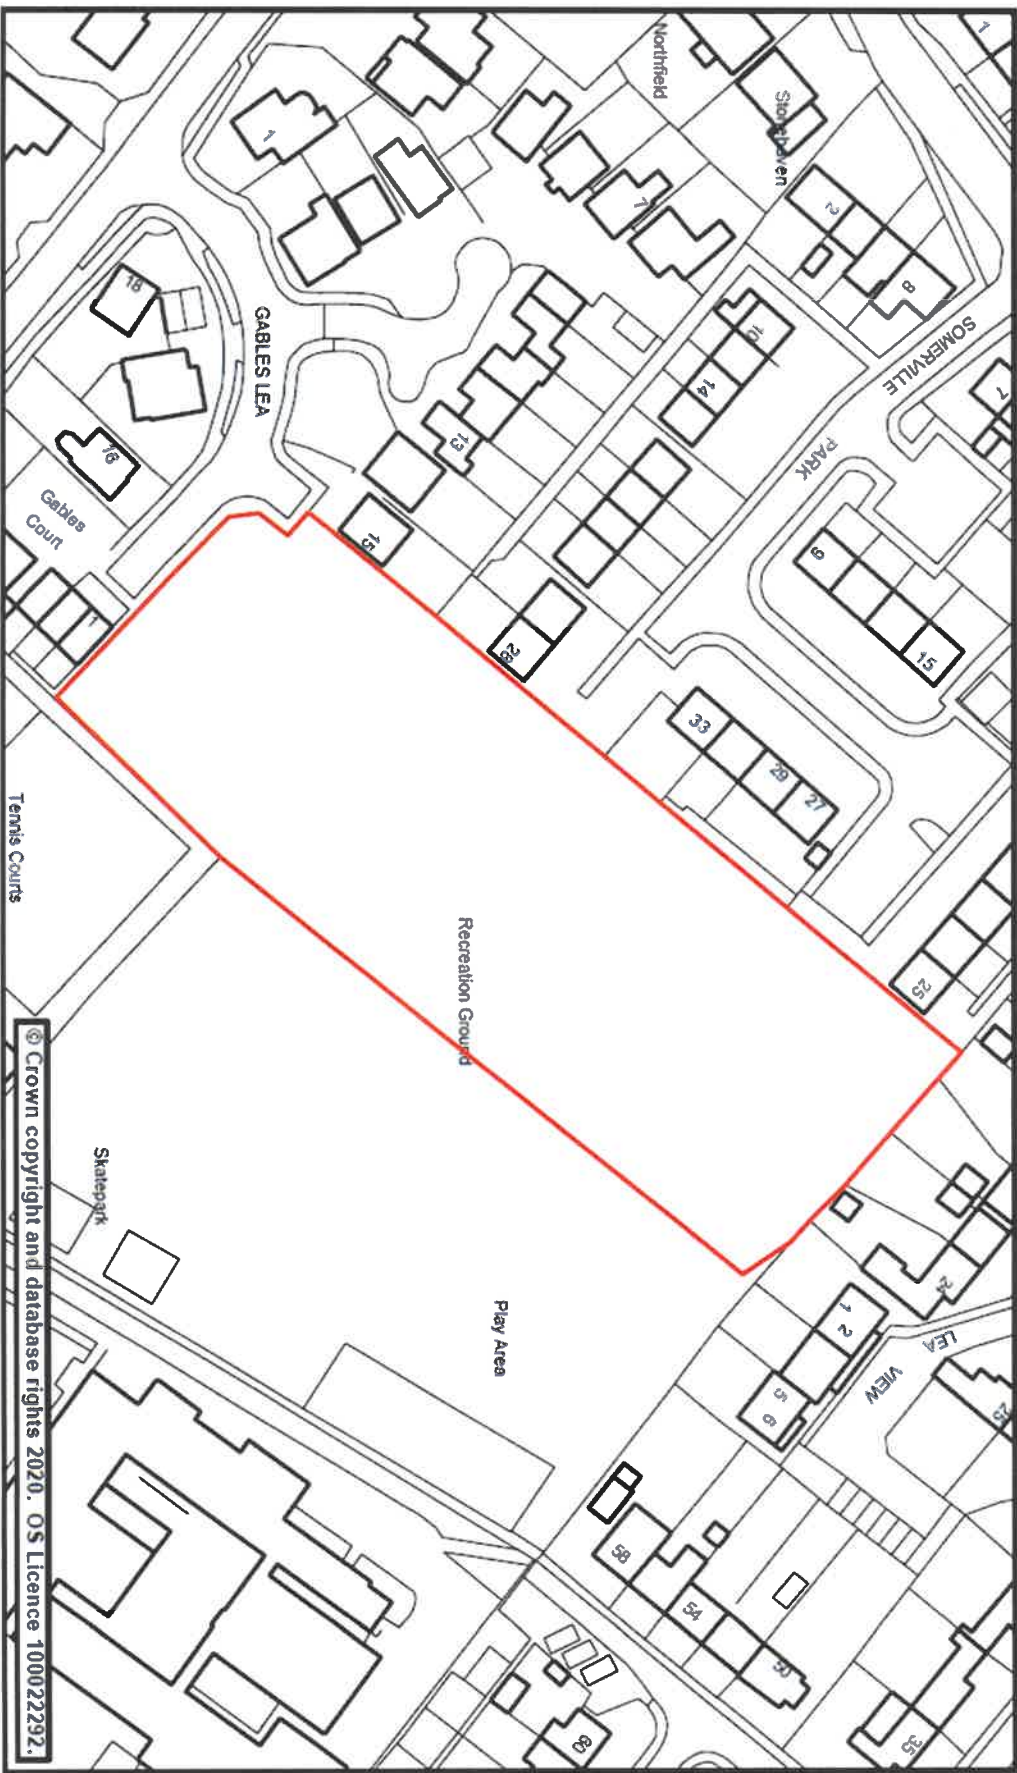 1
Northfield
Stonehaven
1
7
2
8
SOMERVILLE
7
18
GABLES LEA
10
14
PARK
13
16
Gables
Court
15
9
15
1
28
33
29
27
25
Tennis Courts
Recreation Ground
Skatepark
Play Area
24
1
2
5
6
LEA
VIEW
25
58
54
50
60
35
© Crown copyright and database rights 2020. OS Licence 100022292.